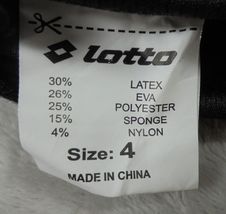 lotto
30% LATEX
26% EVA
25% POLYESTER
15% SPONGE
4% NYLON
Size: 4
MADE IN CHINA